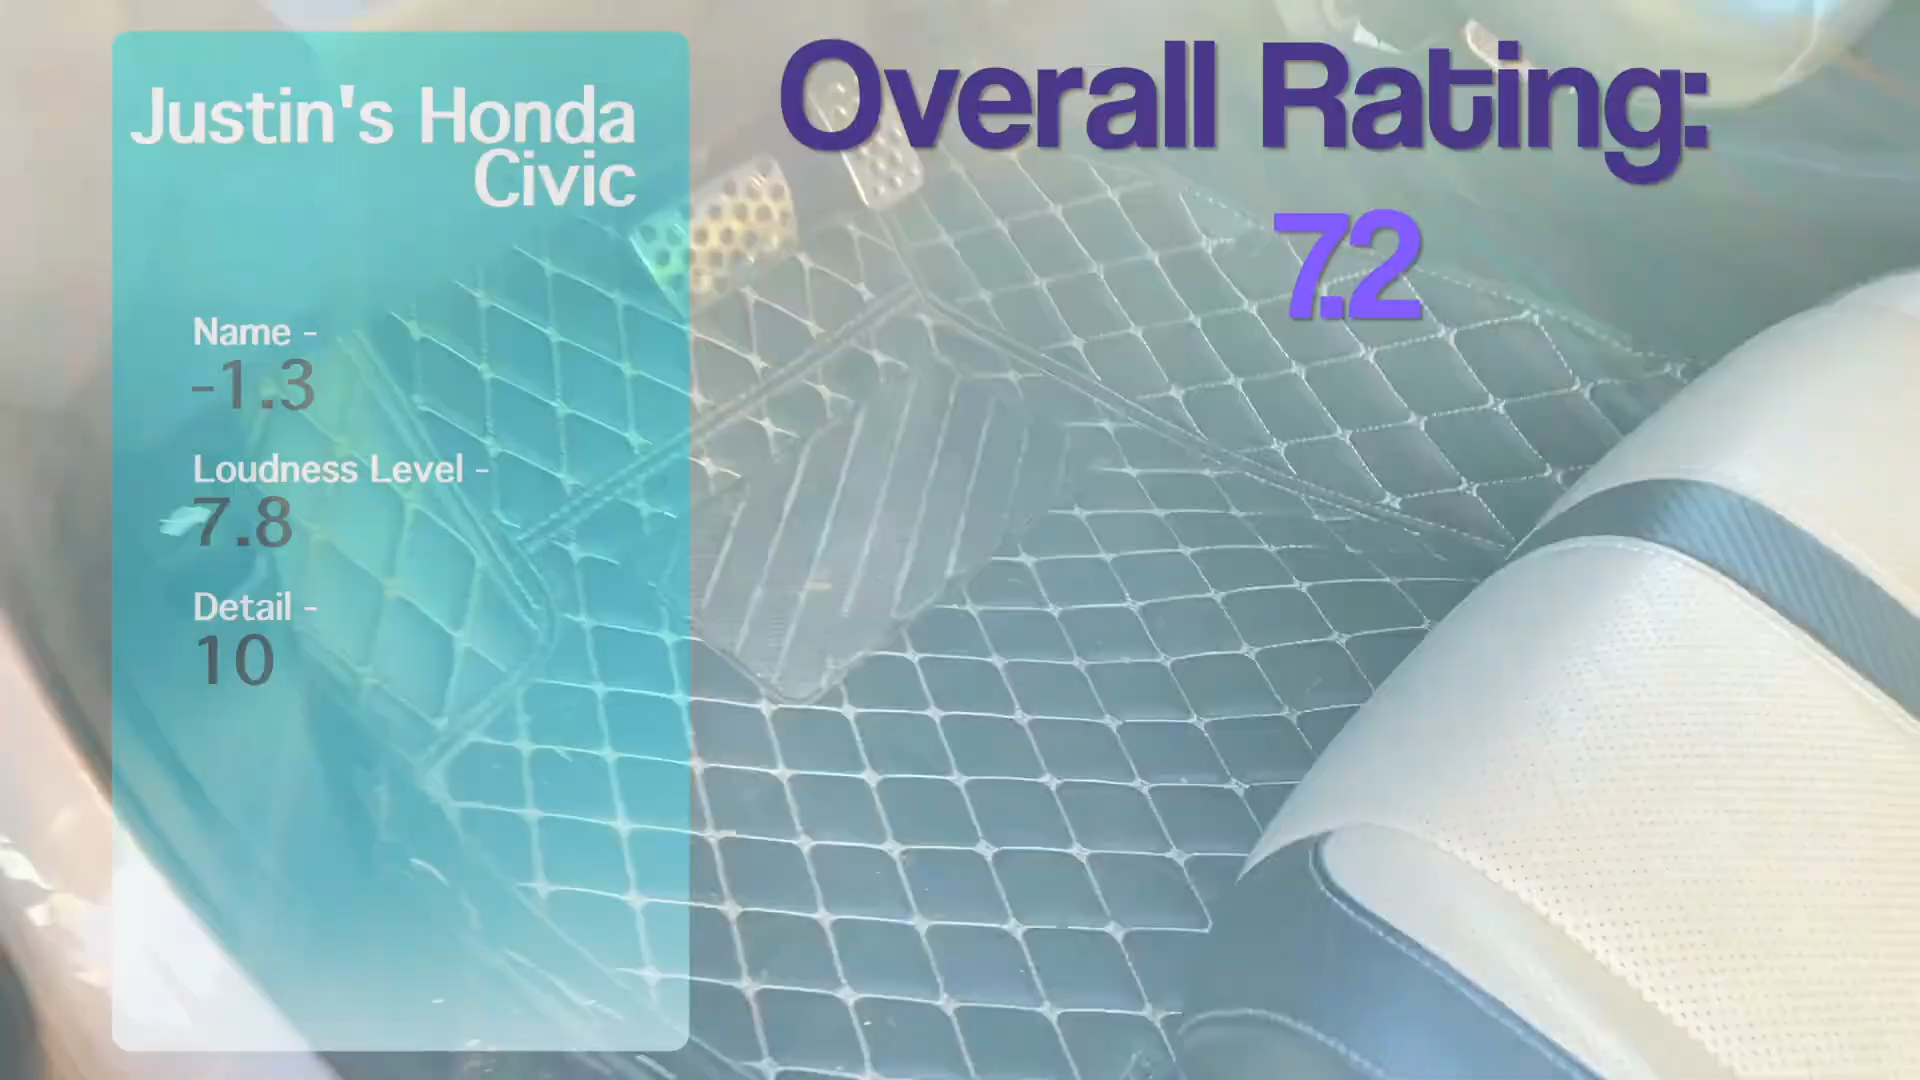 Justin's Honda
Civic
Overall Rating:
7.2
Name -
-1.3
Loudness Level -
7.8
Detail -
10